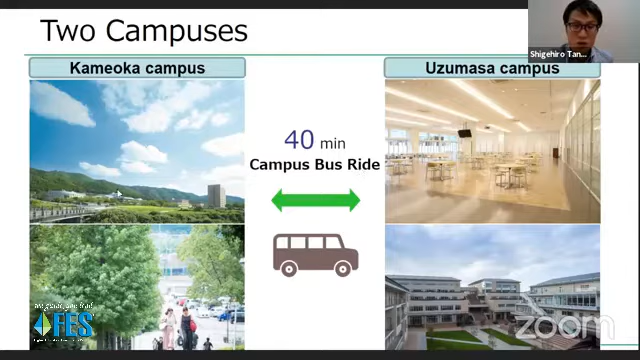 Two Campuses
Shigehiro Tan...
Kameoka campus
Uzumasa campus
40 min
Campus Bus Ride
FES
zoom